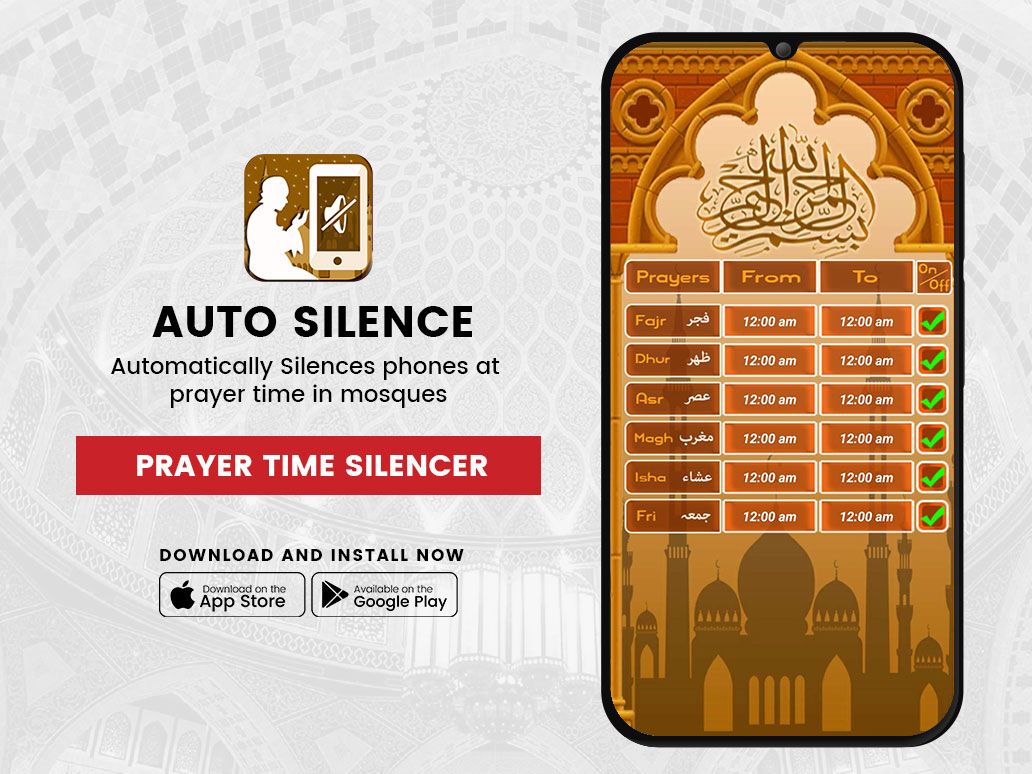 AUTO SILENCE
Automatically Silences phones at
prayer time in mosques
PRAYER TIME SILENCER
DOWNLOAD AND INSTALL NOW
Download on the
App Store
Available on the
Google Play
بسم الله الرحمن الرحيم
Prayers From To On/Off
Fajr فجر 12:00 am 12:00 am
Dhur ظهر 12:00 am 12:00 am
Asr عصر 12:00 am 12:00 am
Magh مغرب 12:00 am 12:00 am
Isha عشاء 12:00 am 12:00 am
Fri جمعہ 12:00 am 12:00 am